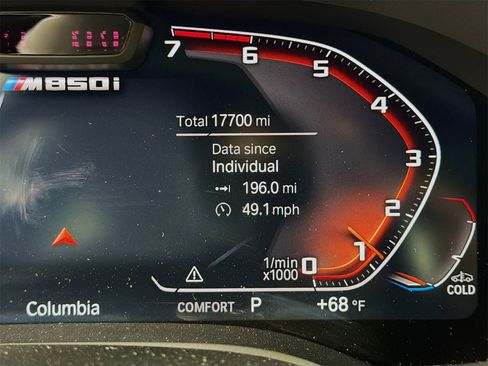 M850i
7
6
5
4
3
2
1
0
Total 17700 mi
Data since
Individual
196.0 mi
49.1 mph
1/min
x1000
COLD
Columbia
COMFORT P +68 °F